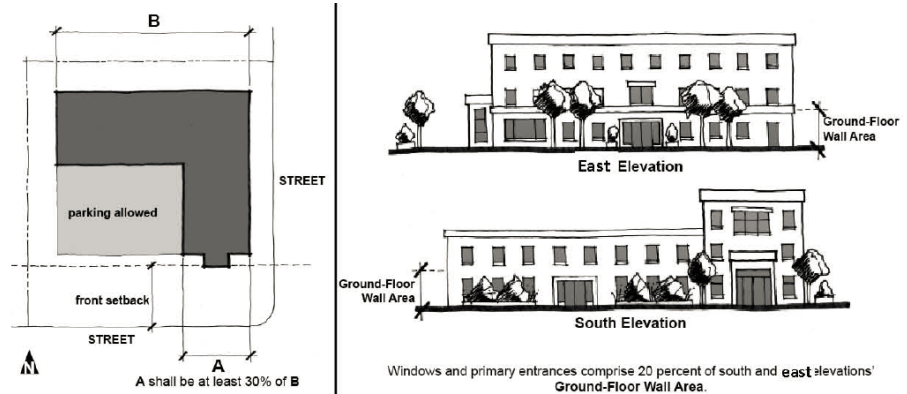 B
STREET
parking allowed
front setback
STREET
N
A
A shall be at least 30% of B
Ground-Floor
Wall Area
East Elevation
Ground-Floor
Wall Area
South Elevation
Windows and primary entrances comprise 20 percent of south and east elevations'
Ground-Floor Wall Area.